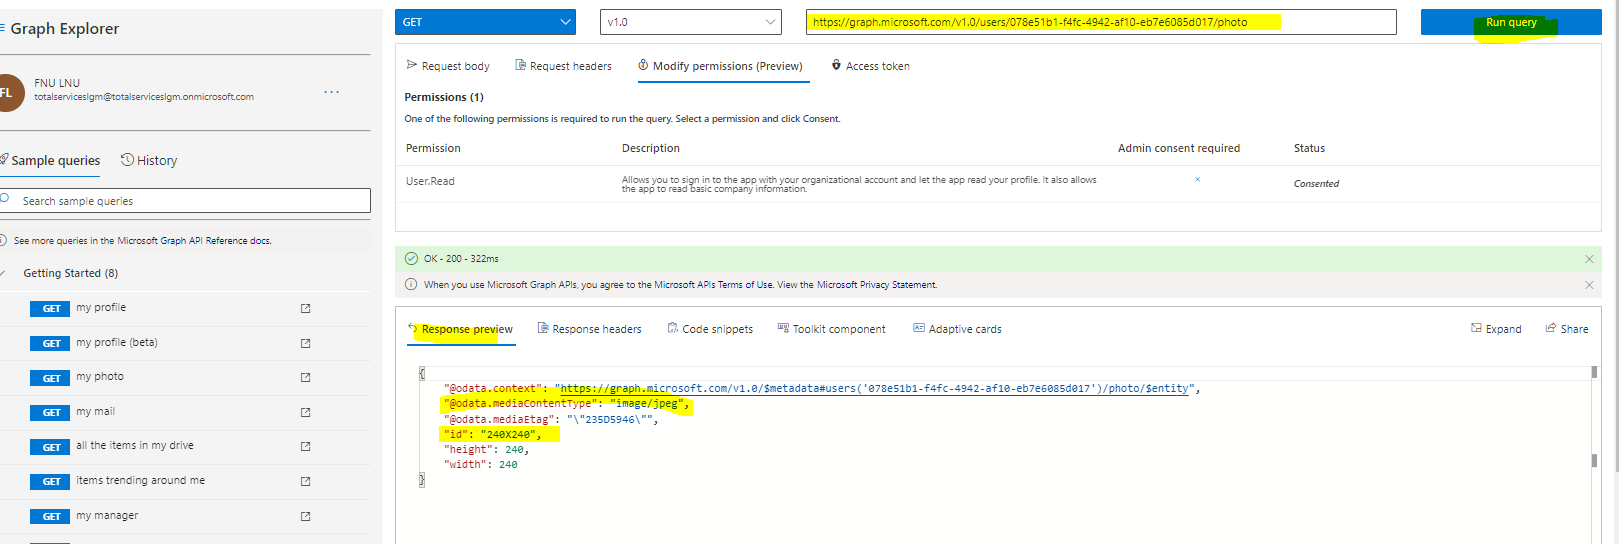 Graph Explorer
GET
v1.0
https://graph.microsoft.com/v1.0/users/078e51b1-f4fc-4942-af10-eb7e6085d017/photo
Run query
FL
FNU LNU
totalserviceslgm@totalserviceslgm.onmicrosoft.com
...
Sample queries
History
Search sample queries
See more queries in the Microsoft Graph API Reference docs.
Getting Started (8)
GET my profile
GET my profile (beta)
GET my photo
GET my mail
GET all the items in my drive
GET items trending around me
GET my manager
Request body
Request headers
Modify permissions (Preview)
Access token
Permissions (1)
One of the following permissions is required to run the query. Select a permission and click Consent.
Permission Description Admin consent required Status
User.Read Allows you to sign in to the app with your organizational account and let the app read your profile. It also allows
the app to read basic company information. Consented
OK - 200 - 322ms
When you use Microsoft Graph APIs, you agree to the Microsoft APIs Terms of Use. View the Microsoft Privacy Statement.
Response preview
Response headers
Code snippets
Toolkit component
Adaptive cards
Expand
Share
{
"@odata.context": "https://graph.microsoft.com/v1.0/$metadata#users('078e51b1-f4fc-4942-af10-eb7e6085d017')/photo/$entity",
"@odata.mediaContentType": "image/jpeg",
"@odata.mediaEtag": "\"235D5946\"",
"id": "240X240",
"height": 240,
"width": 240
}